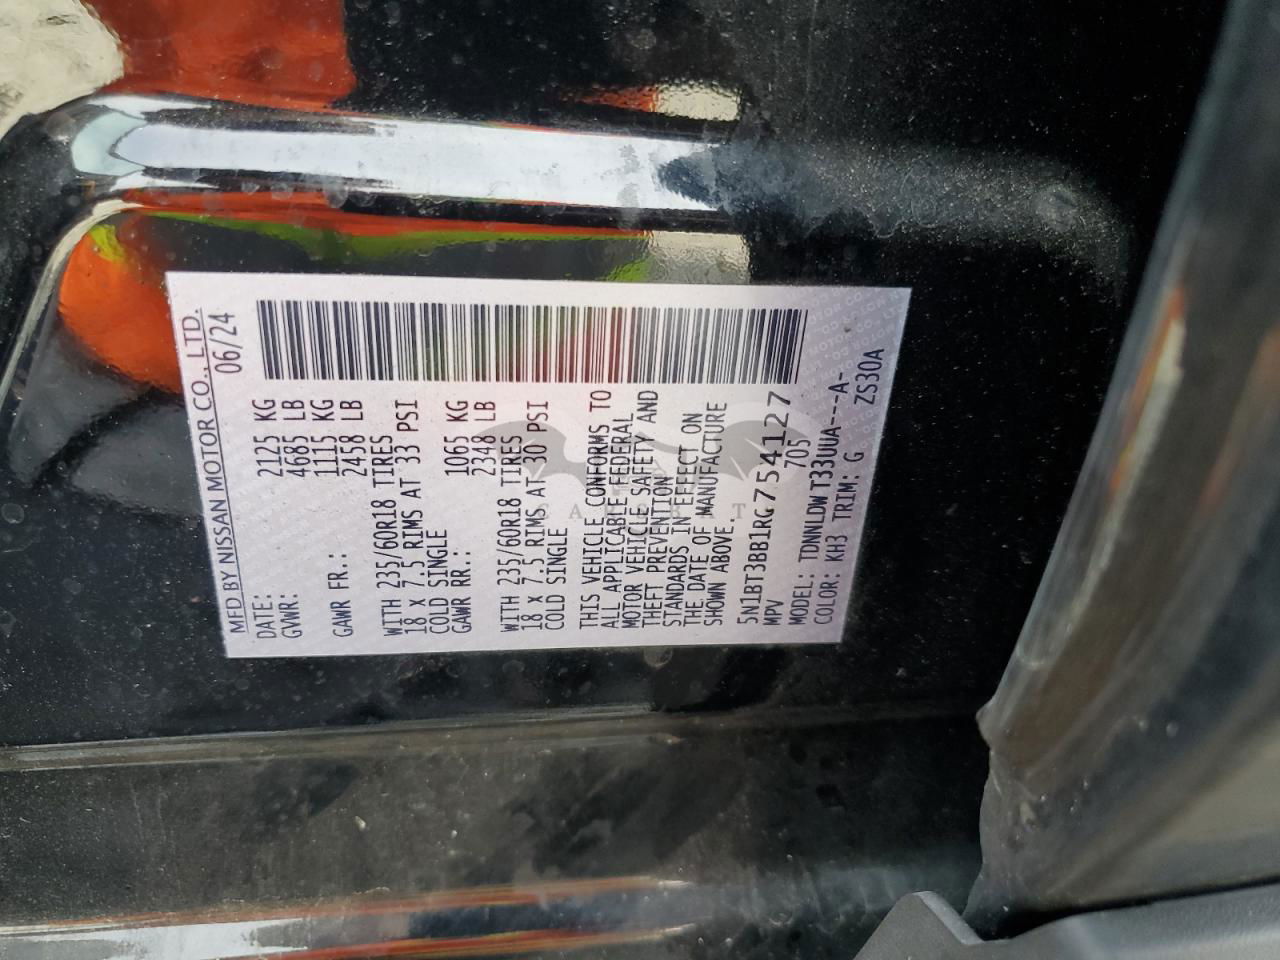 MFD BY NISSAN MOTOR CO., LTD.
DATE: 06/24
GVWR: 2125 KG
4685 LB
GAWR FR.: 1115 KG
2458 LB
WITH 235/60R18 TIRES
18 x 7.5 RIMS AT 33 PSI
COLD SINGLE
GAWR RR.: 1065 KG
2348 LB
WITH 235/60R18 TIRES
18 x 7.5 RIMS AT 30 PSI
COLD SINGLE
THIS VEHICLE CONFORMS TO
ALL APPLICABLE FEDERAL
MOTOR VEHICLE SAFETY AND
THEFT PREVENTION
STANDARDS IN EFFECT ON
THE DATE OF MANUFACTURE
SHOWN ABOVE.
5N1BT3BB1RC754127
MPV 705
MODEL: TDNNLDW T33UUA---A-
COLOR: KH3 TRIM: G ZS30A